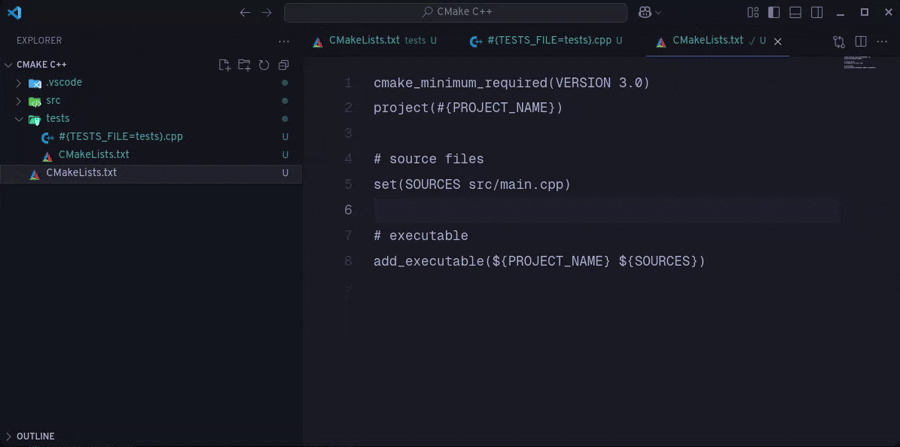 CMake C++
EXPLORER
CMakeLists.txt tests U
#{TESTS_FILE=tests}.cpp U
CMakeLists.txt ./ U
CMAKE C++
.vscode
src
tests
#{TESTS_FILE=tests}.cpp U
CMakeLists.txt U
CMakeLists.txt U
1 cmake_minimum_required(VERSION 3.0)
2 project(#{PROJECT_NAME})
3
4 # source files
5 set(SOURCES src/main.cpp)
6
7 # executable
8 add_executable(${PROJECT_NAME} ${SOURCES})
9
OUTLINE